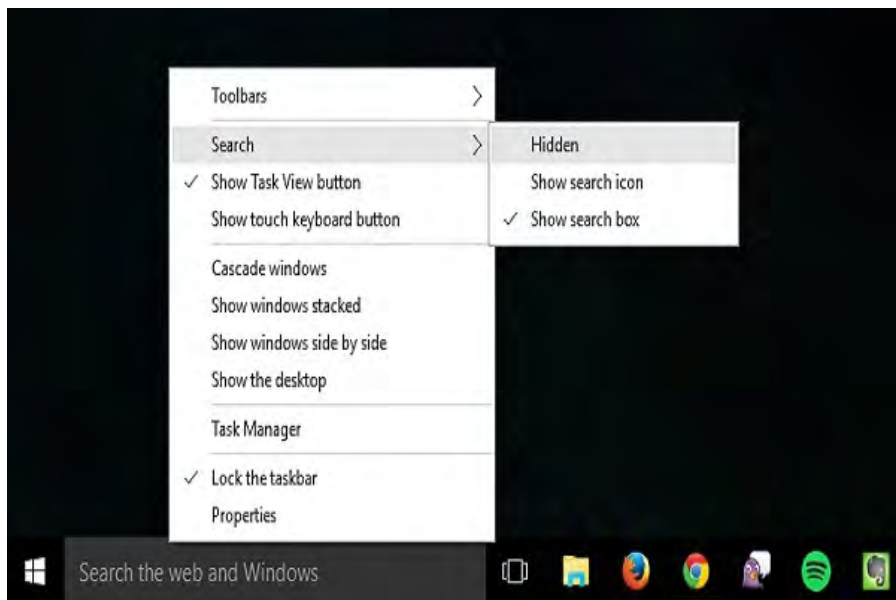 Toolbars
Search
Hidden
Show Task View button
Show search icon
Show touch keyboard button
Show search box
Cascade windows
Show windows stacked
Show windows side by side
Show the desktop
Task Manager
Lock the taskbar
Properties
Search the web and Windows